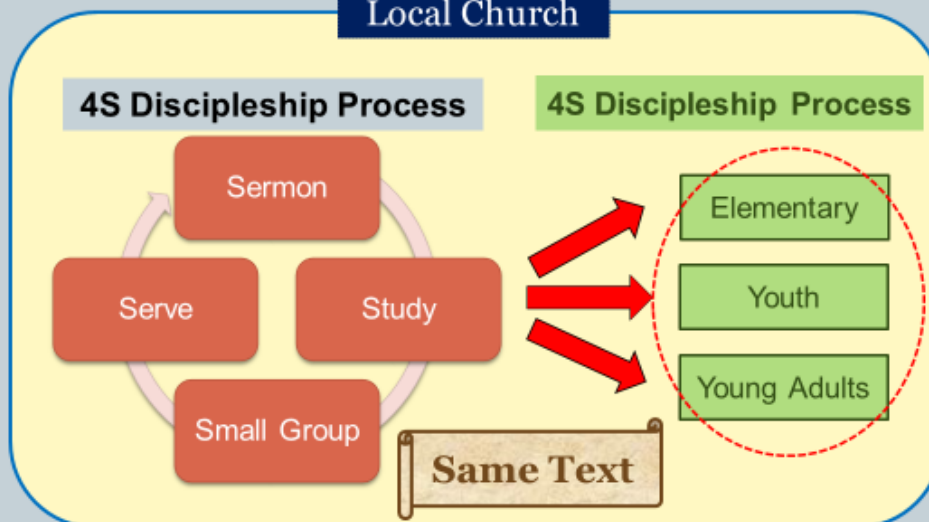 Local Church
4S Discipleship Process
4S Discipleship Process
Sermon
Serve
Study
Small Group
Elementary
Youth
Young Adults
Same Text